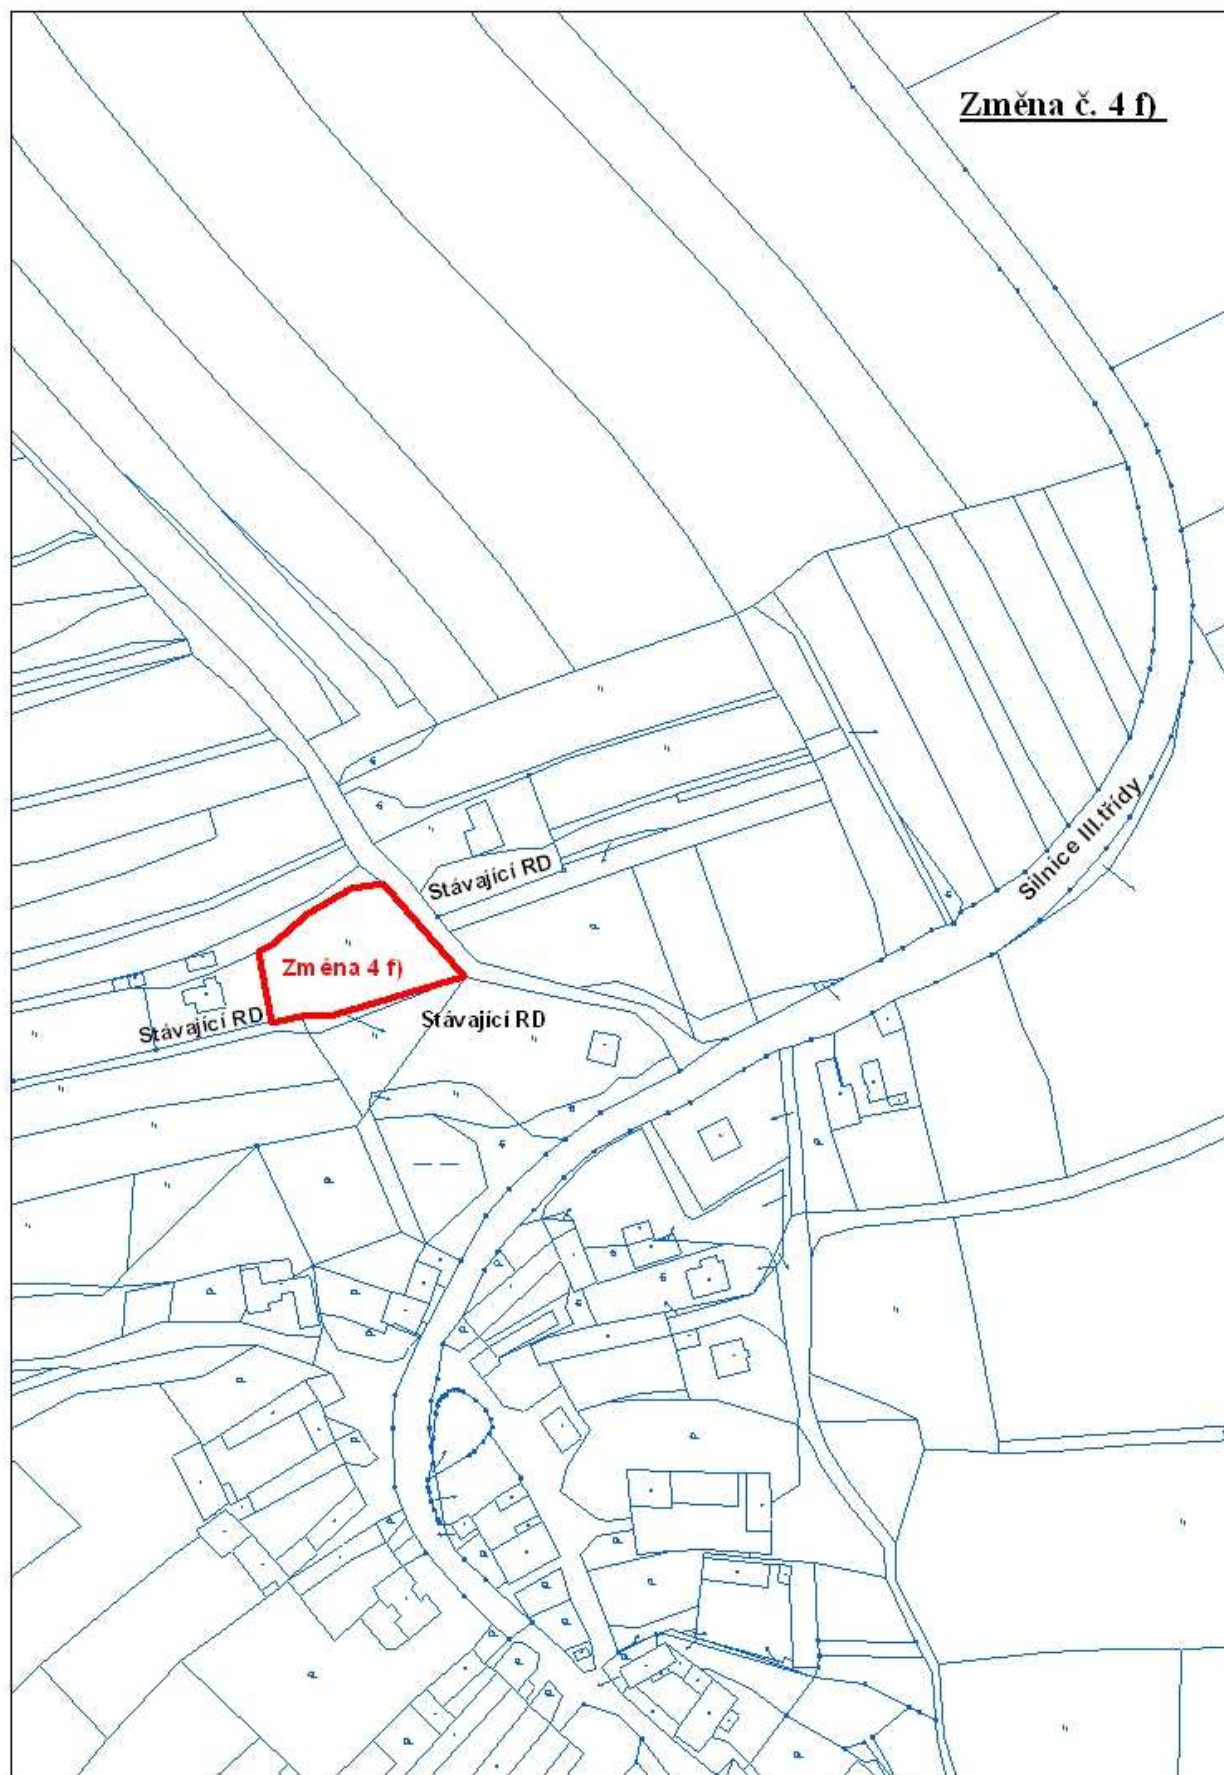 Změna č. 4 f)
Silnice III.třídy
Stávající RD
Změna 4 f)
Stávající RD
Stávající RD